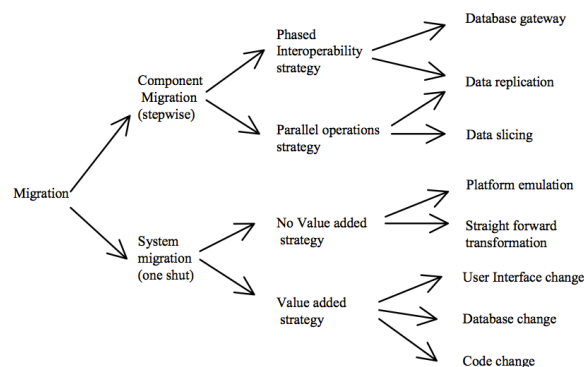 Migration
Component
Migration
(stepwise)
System
migration
(one shut)
Phased
Interoperability
strategy
Parallel operations
strategy
No Value added
strategy
Value added
strategy
Database gateway
Data replication
Data slicing
Platform emulation
Straight forward
transformation
User Interface change
Database change
Code change